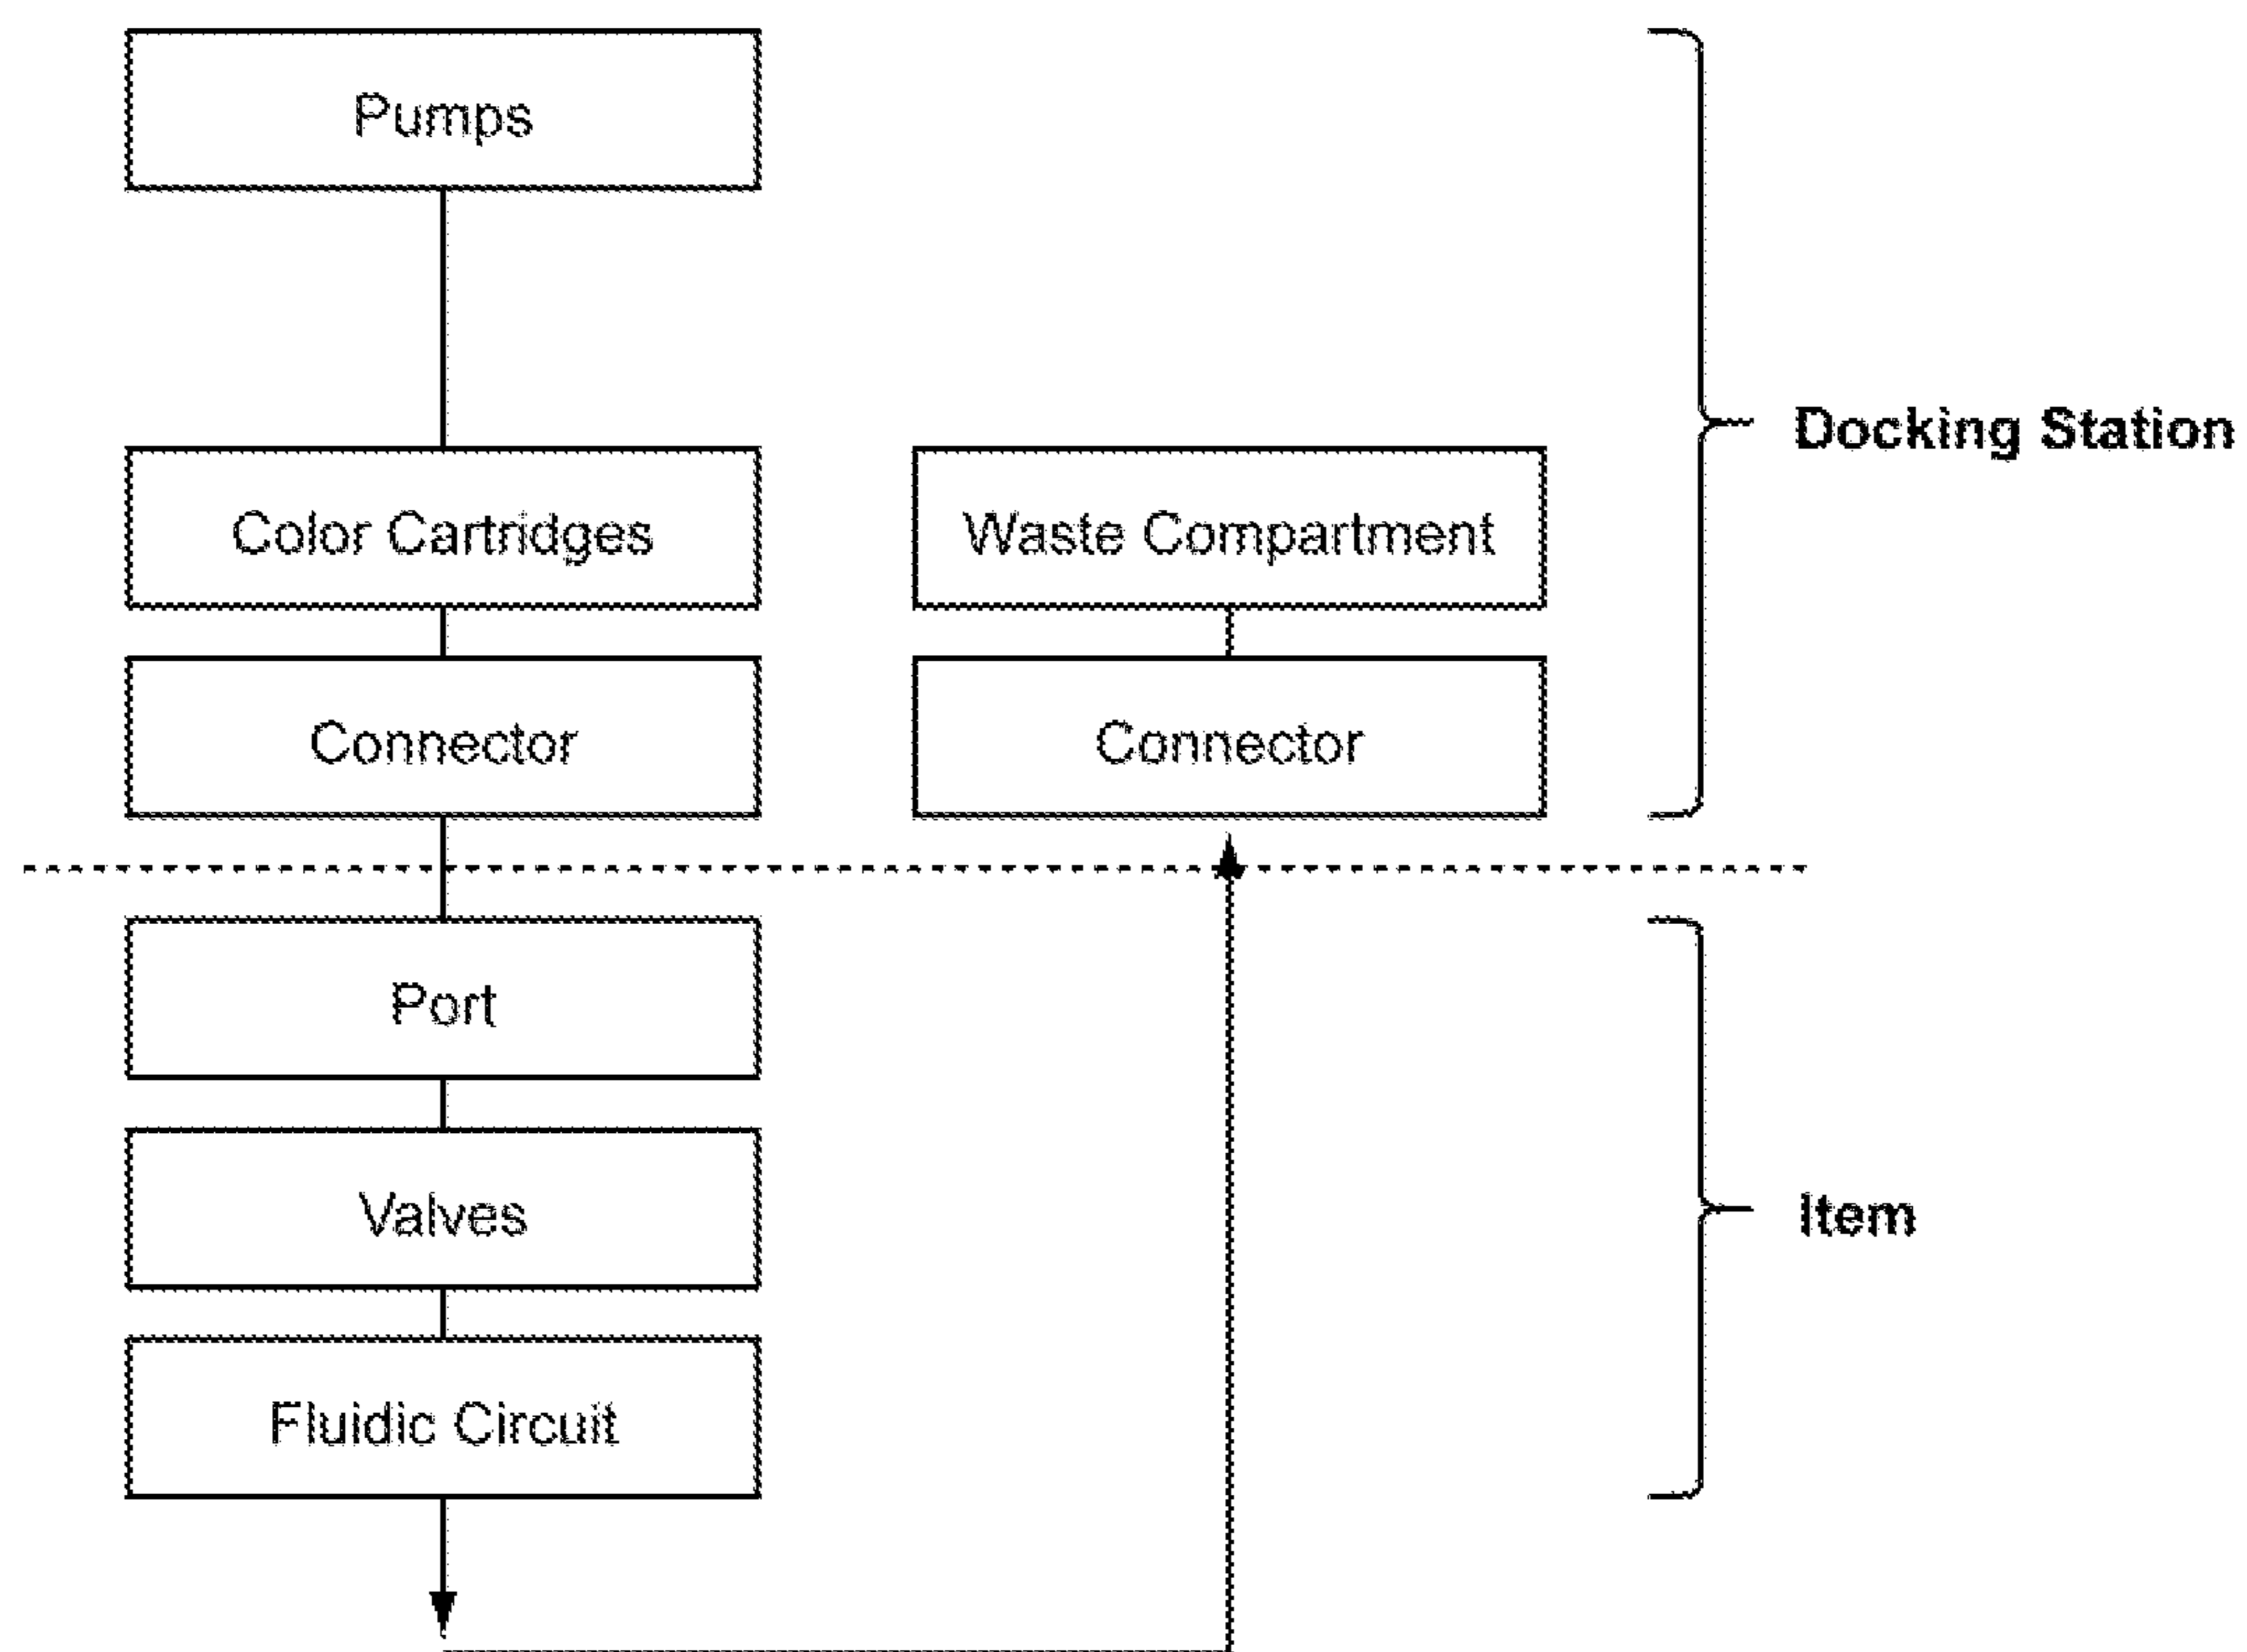 Pumps
Docking Station
Color Cartridges
Waste Compartment
Connector
Connector
Port
Valves
Item
Fluidic Circuit